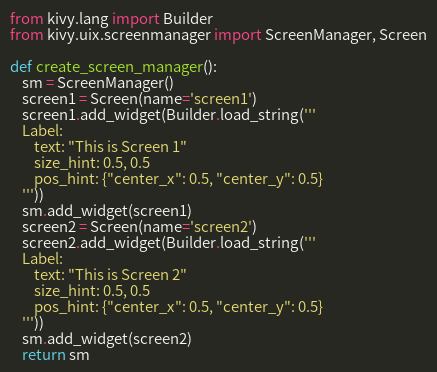 from kivy.lang import Builder
from kivy.uix.screenmanager import ScreenManager, Screen

def create_screen_manager():
    sm = ScreenManager()
    screen1 = Screen(name='screen1')
    screen1.add_widget(Builder.load_string('''
    Label:
        text: "This is Screen 1"
        size_hint: 0.5, 0.5
        pos_hint: {"center_x": 0.5, "center_y": 0.5}
    '''))
    sm.add_widget(screen1)
    screen2 = Screen(name='screen2')
    screen2.add_widget(Builder.load_string('''
    Label:
        text: "This is Screen 2"
        size_hint: 0.5, 0.5
        pos_hint: {"center_x": 0.5, "center_y": 0.5}
    '''))
    sm.add_widget(screen2)
    return sm